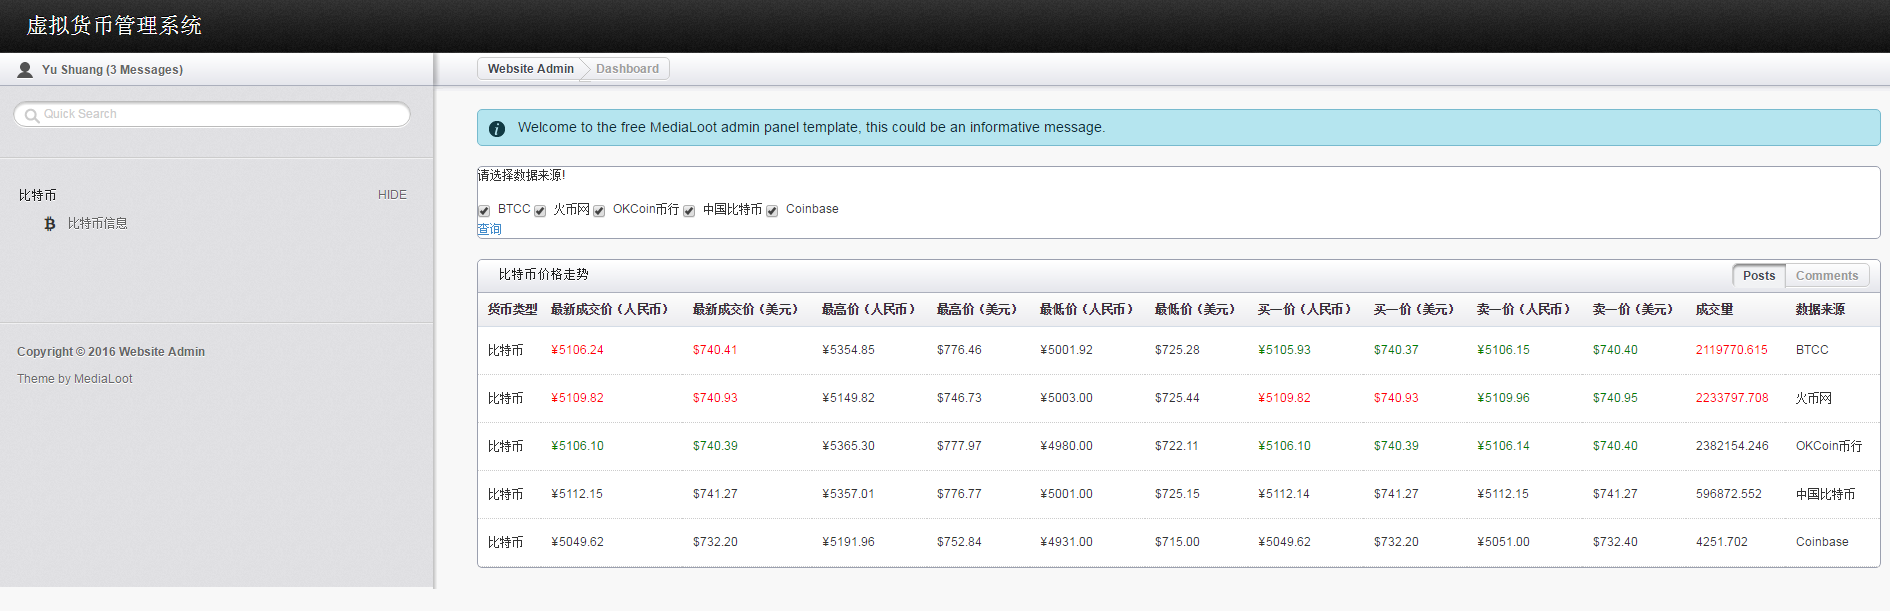 虚拟货币管理系统
Yu Shuang (3 Messages)
Website Admin Dashboard
Quick Search
Welcome to the free MediaLoot admin panel template, this could be an informative message.
请选择数据来源!
BTCC 火币网 OKCoin币行 中国比特币 Coinbase
查询
比特币 HIDE
比特币信息
Copyright © 2016 Website Admin
Theme by MediaLoot
比特币价格走势 Posts Comments
货币类型 最新成交价（人民币） 最新成交价（美元） 最高价（人民币） 最高价（美元） 最低价（人民币） 最低价（美元） 买一价（人民币） 买一价（美元） 卖一价（人民币） 卖一价（美元） 成交量 数据来源
比特币 ¥5106.24 $740.41 ¥5354.85 $776.46 ¥5001.92 $725.28 ¥5105.93 $740.37 ¥5106.15 $740.40 2119770.615 BTCC
比特币 ¥5109.82 $740.93 ¥5149.82 $746.73 ¥5003.00 $725.44 ¥5109.82 $740.93 ¥5109.96 $740.95 2233797.708 火币网
比特币 ¥5106.10 $740.39 ¥5365.30 $777.97 ¥4980.00 $722.11 ¥5106.10 $740.39 ¥5106.14 $740.40 2382154.246 OKCoin币行
比特币 ¥5112.15 $741.27 ¥5357.01 $776.77 ¥5001.00 $725.15 ¥5112.14 $741.27 ¥5112.15 $741.27 596872.552 中国比特币
比特币 ¥5049.62 $732.20 ¥5191.96 $752.84 ¥4931.00 $715.00 ¥5049.62 $732.20 ¥5051.00 $732.40 4251.702 Coinbase